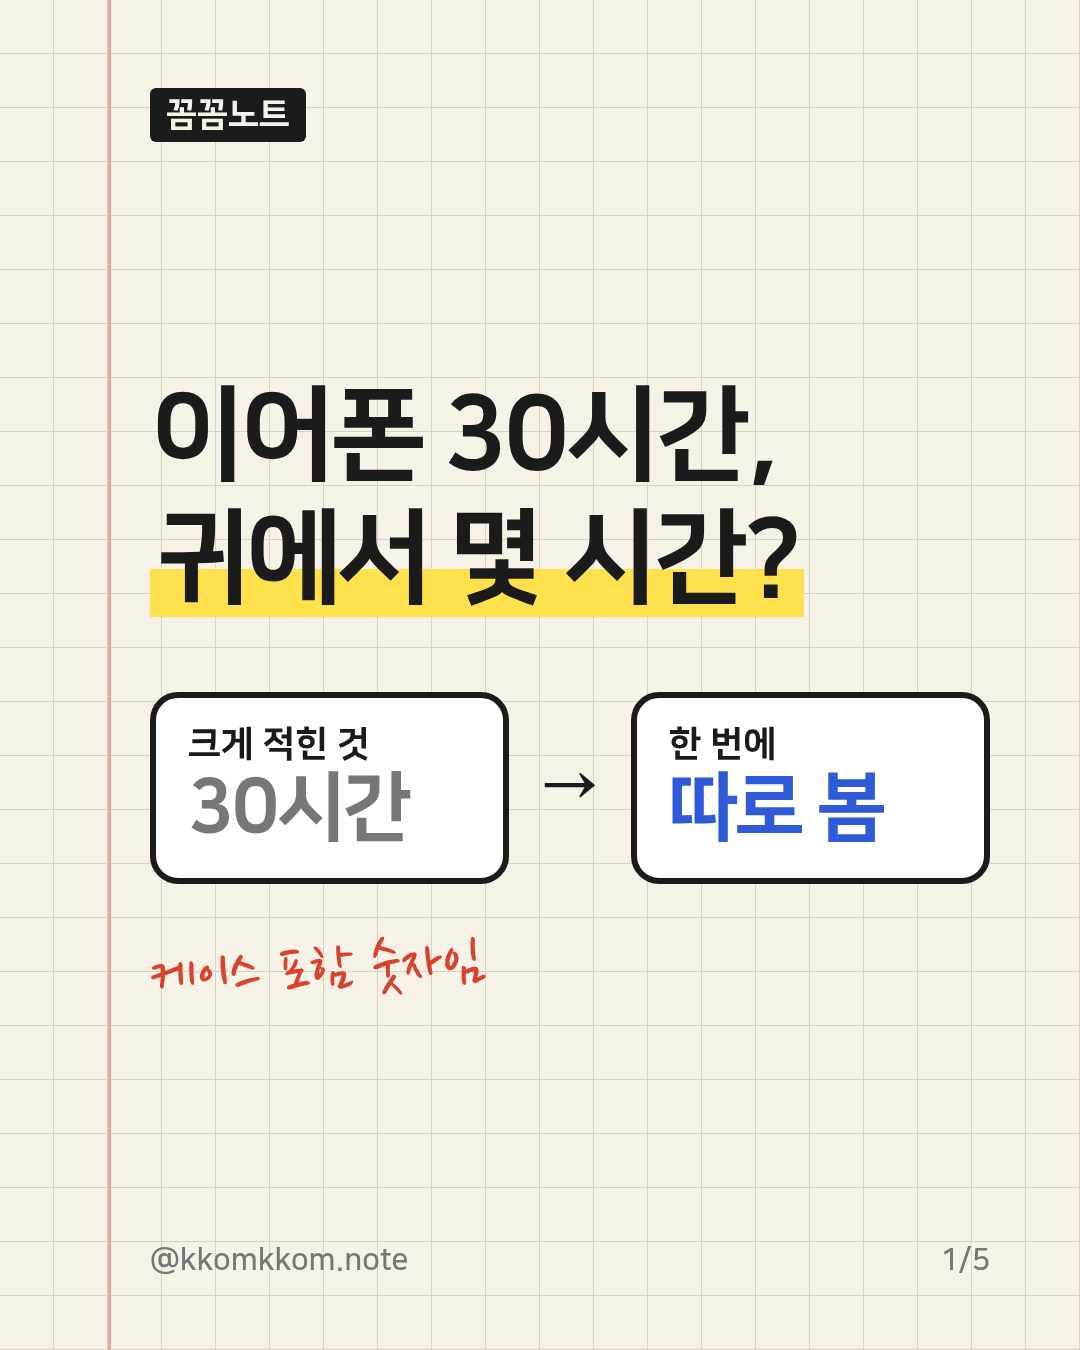 꼼꼼노트
이어폰 30시간,
귀에서 몇 시간?
크게 적힌 것
30시간
→
한 번에
따로 봄
케이스 포함 숫자임
@kkomkkom.note
1/5